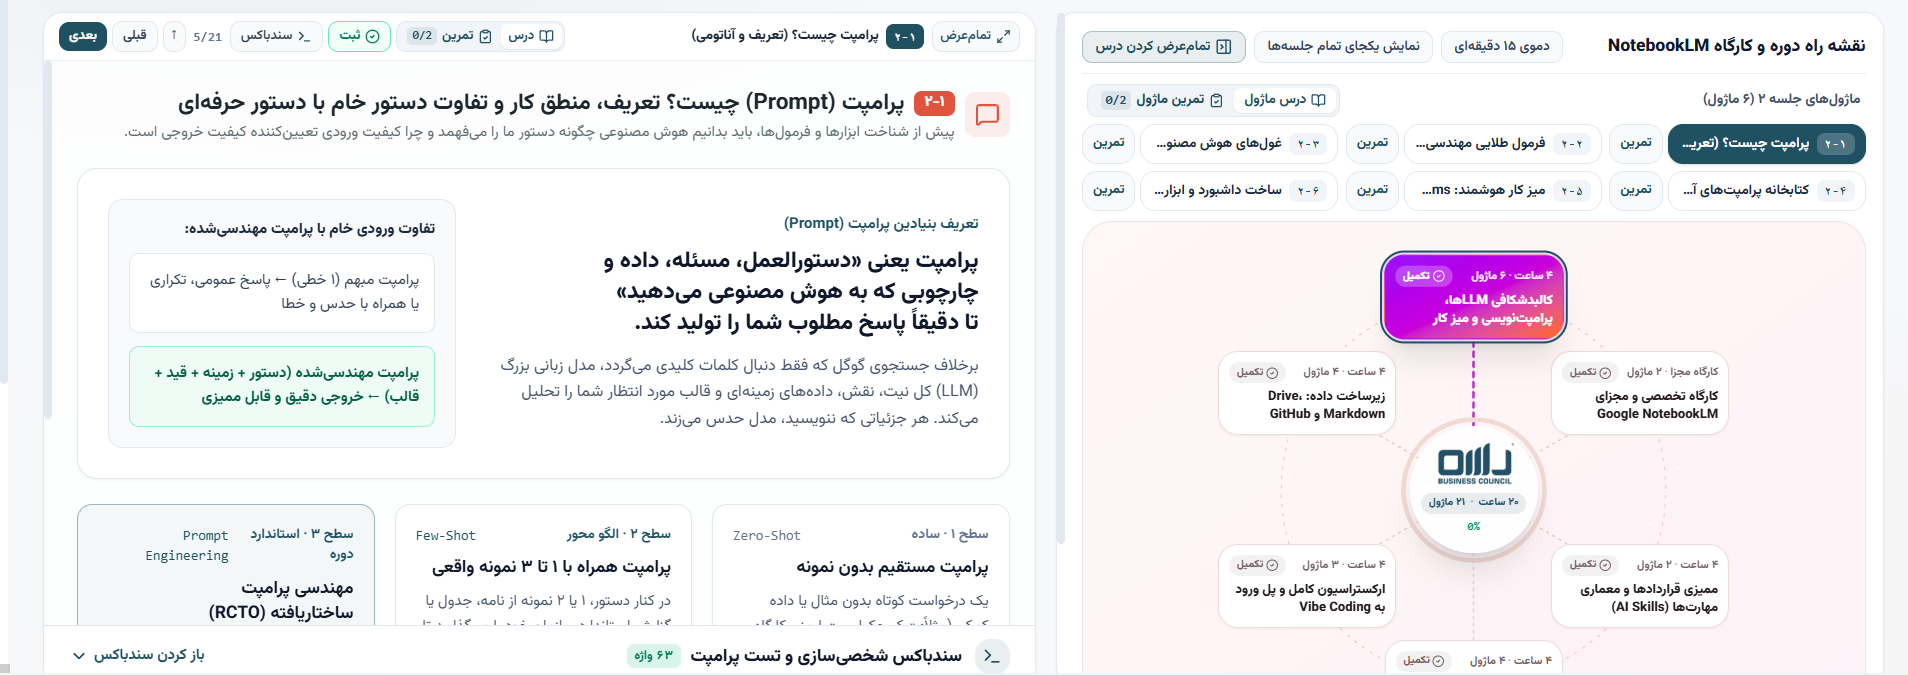 نقشه راه دوره و کارگاه NotebookLM
دموی ۱۵ دقیقه‌ای
نمایش یکجای تمام جلسه‌ها
تمام‌عرض کردن درس
ماژول‌های جلسه ۲ (۶ ماژول)
درس ماژول
تمرین ماژول 0/2
۲-۱ پرامپت چیست؟ (تعریـ...
تمرین
۲-۲ فرمول طلایی مهندسی...
تمرین
۲-۳ غول‌های هوش مصنو...
تمرین
۲-۴ کتابخانه پرامپت‌های آ...
تمرین
۲-۵ میز کار هوشمند: ms...
تمرین
۲-۶ ساخت داشبورد و ابزار...
تمرین
۴ ساعت · ۶ ماژول
تکمیل
کالبدشکافی LLMها،
پرامپت‌نویسی و میز کار
کارگاه مجزا · ۲ ماژول
تکمیل
کارگاه تخصصی و مجزای
Google NotebookLM
۴ ساعت · ۴ ماژول
تکمیل
زیرساخت داده: Drive،
Markdown و GitHub
BUSINESS COUNCIL
۲۰ ساعت · ۲۱ ماژول
0%
۴ ساعت · ۲ ماژول
تکمیل
ممیزی قراردادها و معماری
مهارت‌ها (AI Skills)
۴ ساعت · ۳ ماژول
تکمیل
ارکستراسیون کامل و پل ورود
به Vibe Coding
۴ ساعت · ۴ ماژول
تکمیل
تمام‌عرض
۲-۱ پرامپت چیست؟ (تعریف و آناتومی)
درس
تمرین 0/2
ثبت
سندباکس
5/21
↑
قبلی
بعدی
۲-۱ پرامپت (Prompt) چیست؟ تعریف، منطق کار و تفاوت دستور خام با دستور حرفه‌ای
پیش از شناخت ابزارها و فرمول‌ها، باید بدانیم هوش مصنوعی چگونه دستور ما را می‌فهمد و چرا کیفیت ورودی تعیین‌کننده کیفیت خروجی است.
تعریف بنیادین پرامپت (Prompt)
پرامپت یعنی «دستورالعمل، مسئله، داده و
چارچوبی که به هوش مصنوعی می‌دهید»
تا دقیقاً پاسخ مطلوب شما را تولید کند.
برخلاف جستجوی گوگل که فقط دنبال کلمات کلیدی می‌گردد، مدل زبانی بزرگ
(LLM) کل نیت، نقش، داده‌های زمینه‌ای و قالب مورد انتظار شما را تحلیل
می‌کند. هر جزئیاتی که ننویسید، مدل حدس می‌زند.
تفاوت ورودی خام با پرامپت مهندسی‌شده:
پرامپت مبهم (۱ خطی) ← پاسخ عمومی، تکراری
یا همراه با حدس و خطا
پرامپت مهندسی‌شده (دستور + زمینه + قید +
قالب) ← خروجی دقیق و قابل ممیزی
سطح ۱ · ساده
Zero-Shot
پرامپت مستقیم بدون نمونه
یک درخواست کوتاه بدون مثال یا داده
سطح ۲ · الگو محور
Few-Shot
پرامپت همراه با ۱ تا ۳ نمونه واقعی
در کنار دستور، ۱ یا ۲ نمونه از نامه، جدول یا
سطح ۳ · استاندارد
دوره
Prompt
Engineering
مهندسی پرامپت
ساختاریافته (RCTO)
سندباکس شخصی‌سازی و تست پرامپت
۶۳ واژه
باز کردن سندباکس